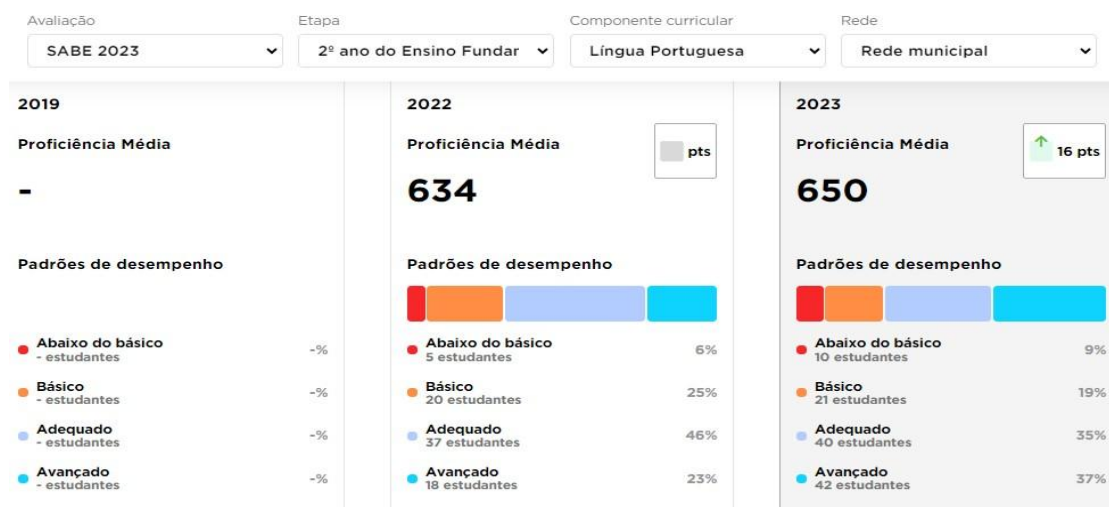 Avaliação
Etapa
Componente curricular
Rede
SABE 2023
2º ano do Ensino Fundar
Língua Portuguesa
Rede municipal
2019
Proficiência Média
-
Padrões de desempenho
Abaixo do básico
- estudantes
-%
Básico
- estudantes
-%
Adequado
- estudantes
-%
Avançado
- estudantes
-%
2022
Proficiência Média
pts
634
Padrões de desempenho
Abaixo do básico
5 estudantes
6%
Básico
20 estudantes
25%
Adequado
37 estudantes
46%
Avançado
18 estudantes
23%
2023
Proficiência Média
16 pts
650
Padrões de desempenho
Abaixo do básico
10 estudantes
9%
Básico
21 estudantes
19%
Adequado
40 estudantes
35%
Avançado
42 estudantes
37%